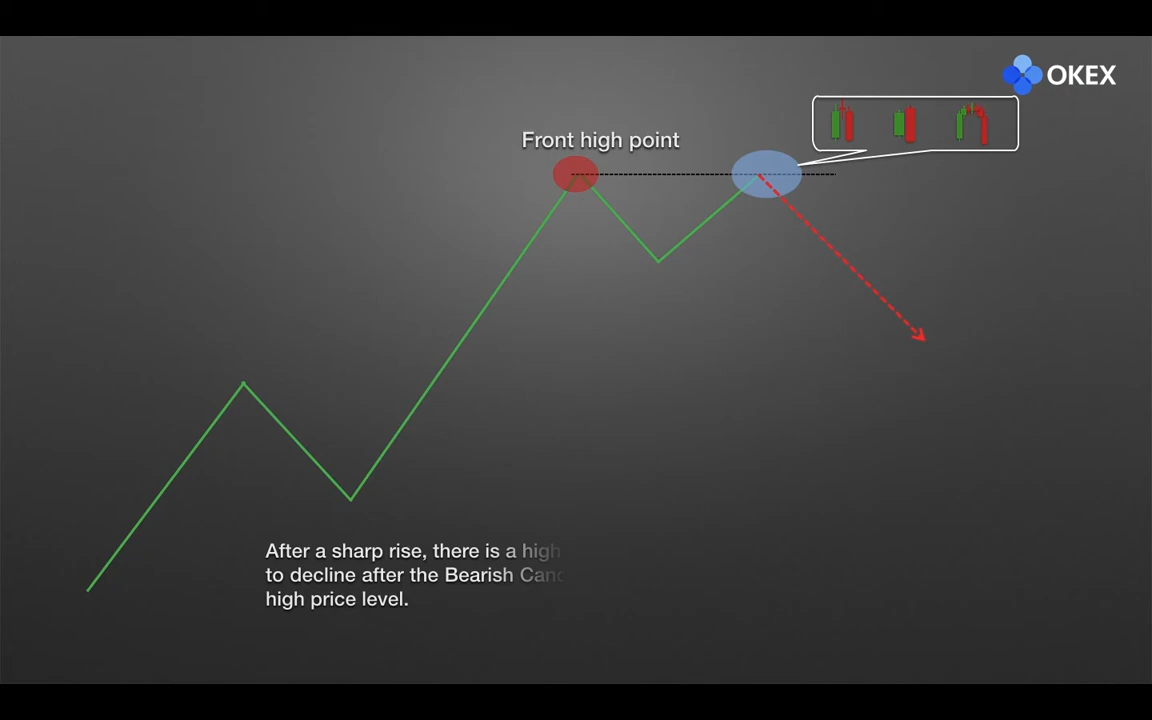 OKEX
Front high point
After a sharp rise, there is a high
to decline after the Bearish
high price level.